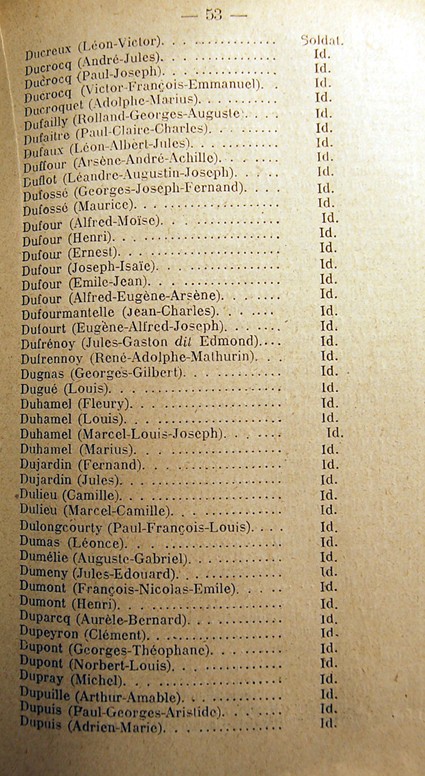 — 53 —
Ducreux (Léon-Victor). . . ............... Soldat.
Ducrocq (André-Jules). . . . . . . . . . . . . Id.
Ducrocq (Paul-Joseph). . . . . . . . . . . . . Id.
Ducrocq (Victor-François-Emmanuel). . Id.
Ducroquet (Adolphe-Marius). . . . . . . . . . Id.
Dufailly (Rolland-Georges-Auguste. . . . . . Id.
Dufaitre (Paul-Claire-Charles). . . . . . . . . Id.
Dufaux (Léon-Albert-Jules). . . . . . . . . . . Id.
Duffour (Arsène-André-Achille). . . . . . . . Id.
Duflot (Léandre-Augustin-Joseph). . . . . . Id.
Dufossé (Georges-Joseph-Fernand). . . . . Id.
Dufossé (Maurice). . . . . . . . . . . . . . . Id.
Dufour (Alfred-Moïse). . . . . . . . . . . . . Id.
Dufour (Henri). . . . . . . . . . . . . . . . . Id.
Dufour (Ernest). . . . . . . . . . . . . . . . Id.
Dufour (Joseph-Isaïe). . . . . . . . . . . . . Id.
Dufour (Emile-Jean). . . . . . . . . . . . . . Id.
Dufour (Alfred-Eugène-Arsène). . . . . . . Id.
Dufourmantelle (Jean-Charles). . . . . . . Id.
Dufourt (Eugène-Alfred-Joseph). . . . . . . Id.
Dufrénoy (Jules-Gaston dit Edmond).... Id.
Dufrennoy (René-Adolphe-Mathurin). . . Id.
Dugnas (Georges-Gilbert). . . . . . . . . . . Id.
Dugué (Louis). . . . . . . . . . . . . . . . . Id.
Duhamel (Fleury). . . . . . . . . . . . . . . Id.
Duhamel (Louis). . . . . . . . . . . . . . . . Id.
Duhamel (Marcel-Louis-Joseph). . . . . . . Id.
Duhamel (Marius). . . . . . . . . . . . . . . Id.
Dujardin (Fernand). . . . . . . . . . . . . . Id.
Dujardin (Jules). . . . . . . . . . . . . . . . Id.
Dulieu (Camille). . . . . . . . . . . . . . . . Id.
Dulieu (Marcel-Camille). . . . . . . . . . . . Id.
Dulongcourty (Paul-François-Louis). . . . Id.
Dumas (Léonce). . . . . . . . . . . . . . . . Id.
Dumélie (Auguste-Gabriel). . . . . . . . . . Id.
Dumeny (Jules-Edouard). . . . . . . . . . . Id.
Dumont (François-Nicolas-Emile). . . . . . Id.
Dumont (Henri). . . . . . . . . . . . . . . . Id.
Duparcq (Aurèle-Bernard). . . . . . . . . . Id.
Dupeyron (Clément). . . . . . . . . . . . . . Id.
Dupont (Georges-Théophane). . . . . . . . Id.
Dupont (Norbert-Louis). . . . . . . . . . . . Id.
Dupray (Michel). . . . . . . . . . . . . . . . Id.
Dupuille (Arthur-Amable). . . . . . . . . . . Id.
Dupuis (Paul-Georges-Aristide). . . . . . . Id.
Dupuis (Adrien-Marie). . . . . . . . . . . . . Id.